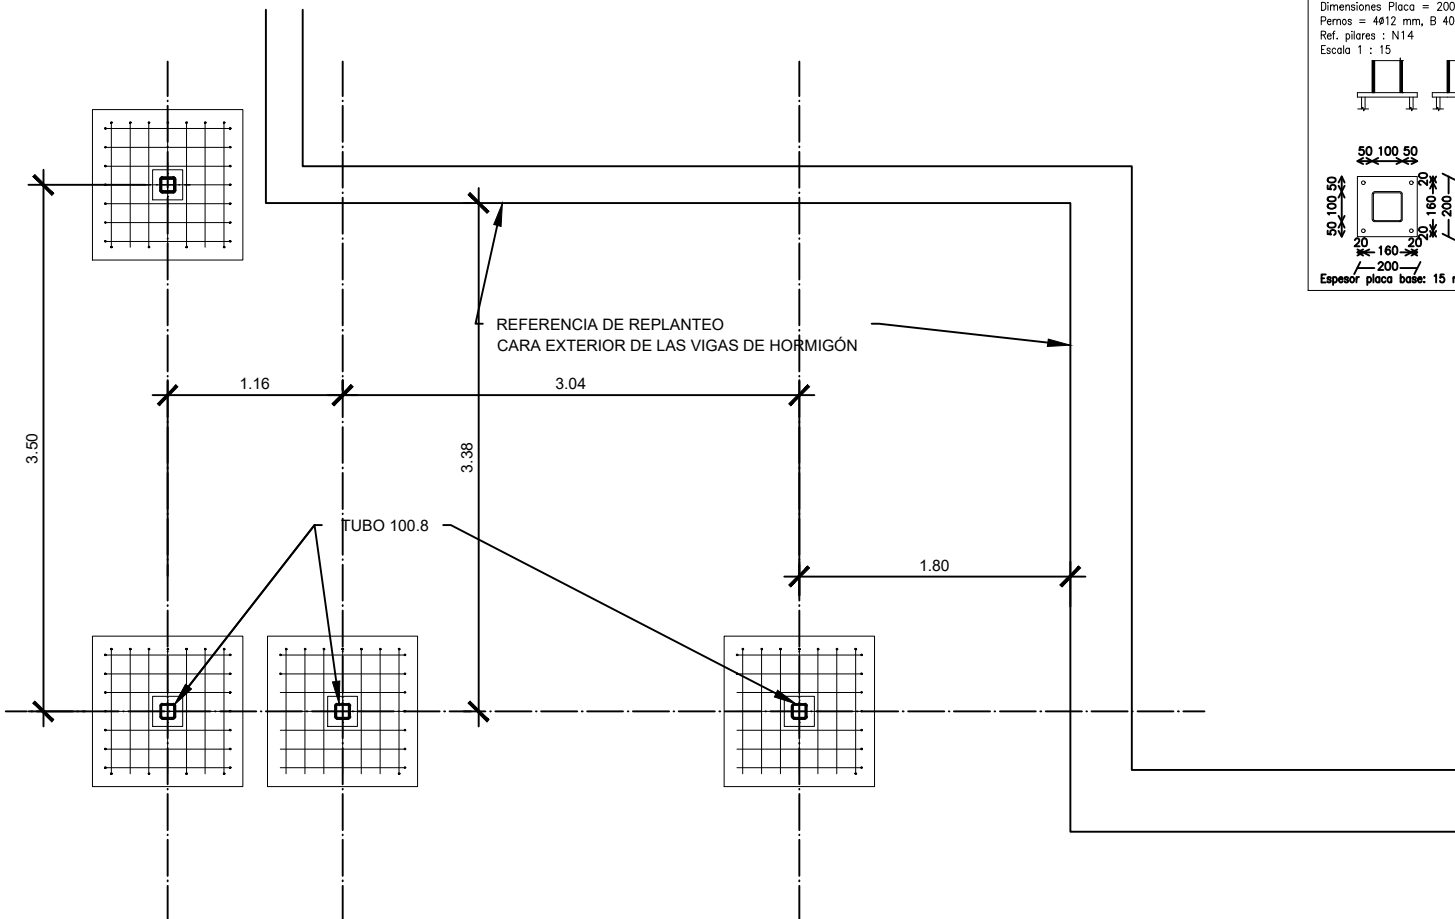 Dimensiones Placa = 200
Pernos = 4ø12 mm, B 40
Ref. pilares : N14
Escala 1 : 15
50 100 50
50 100 50
20 160 20
200
20 160 20
200
Espesor placa base: 15
REFERENCIA DE REPLANTEO
CARA EXTERIOR DE LAS VIGAS DE HORMIGÓN
1.16
3.04
3.50
3.38
TUBO 100.8
1.80